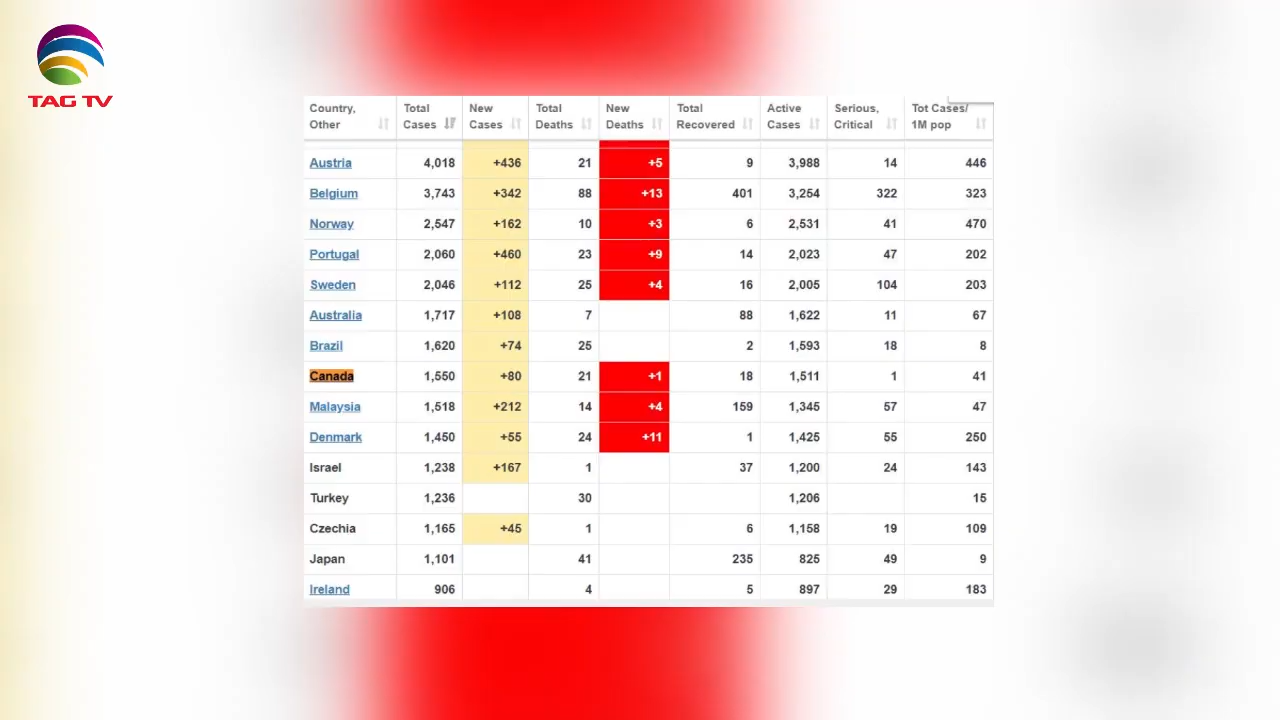 TAG TV
Country, Other Total Cases New Cases Total Deaths New Deaths Total Recovered Active Cases Serious, Critical Tot Cases/ 1M pop
Austria 4,018 +436 21 +5 9 3,988 14 446
Belgium 3,743 +342 88 +13 401 3,254 322 323
Norway 2,547 +162 10 +3 6 2,531 41 470
Portugal 2,060 +460 23 +9 14 2,023 47 202
Sweden 2,046 +112 25 +4 16 2,005 104 203
Australia 1,717 +108 7 88 1,622 11 67
Brazil 1,620 +74 25 2 1,593 18 8
Canada 1,550 +80 21 +1 18 1,511 1 41
Malaysia 1,518 +212 14 +4 159 1,345 57 47
Denmark 1,450 +55 24 +11 1 1,425 55 250
Israel 1,238 +167 1 37 1,200 24 143
Turkey 1,236 30 1,206 15
Czechia 1,165 +45 1 6 1,158 19 109
Japan 1,101 41 235 825 49 9
Ireland 906 4 5 897 29 183